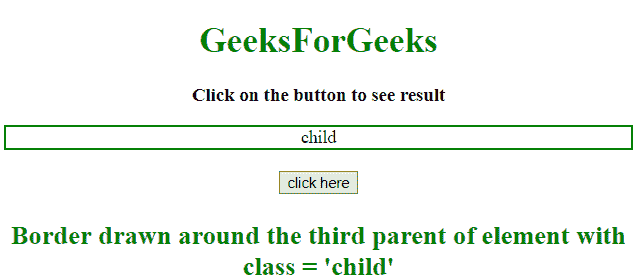 GeeksForGeeks
Click on the button to see result
child
click here
Border drawn around the third parent of element with
class = 'child'